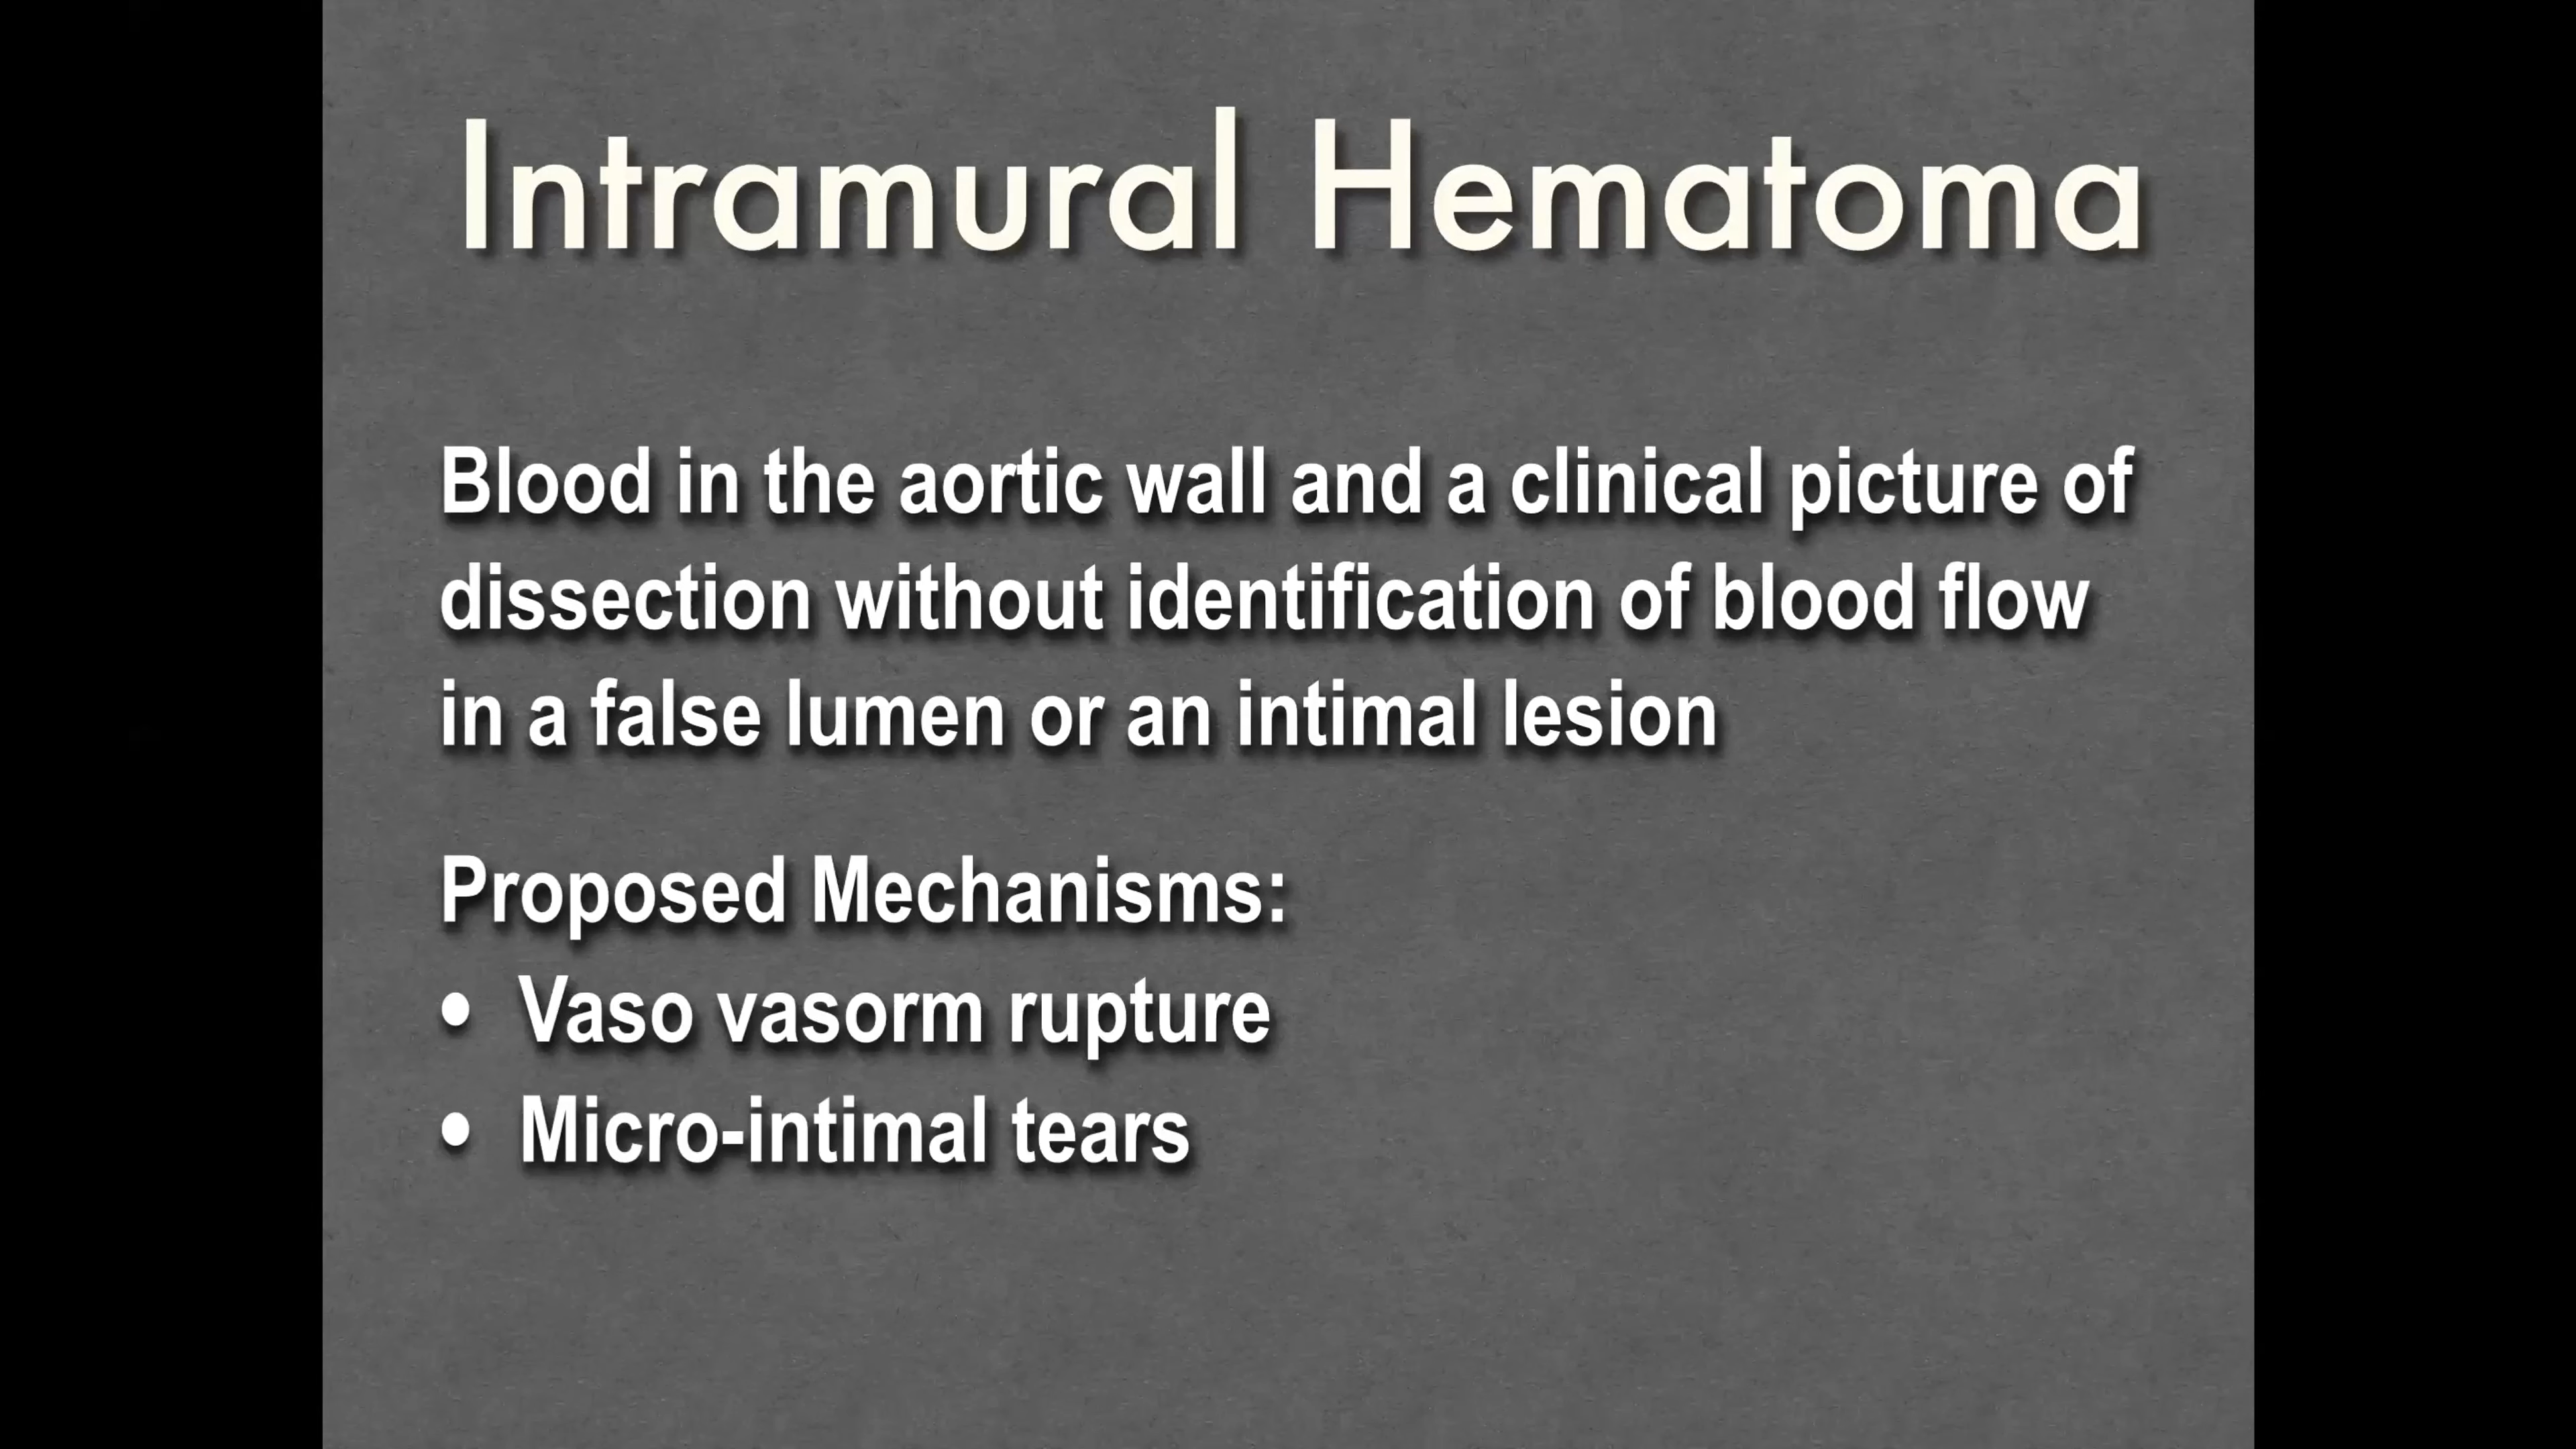 Intramural Hematoma
Blood in the aortic wall and a clinical picture of
dissection without identification of blood flow
in a false lumen or an intimal lesion
Proposed Mechanisms:
• Vaso vasorm rupture
• Micro-intimal tears